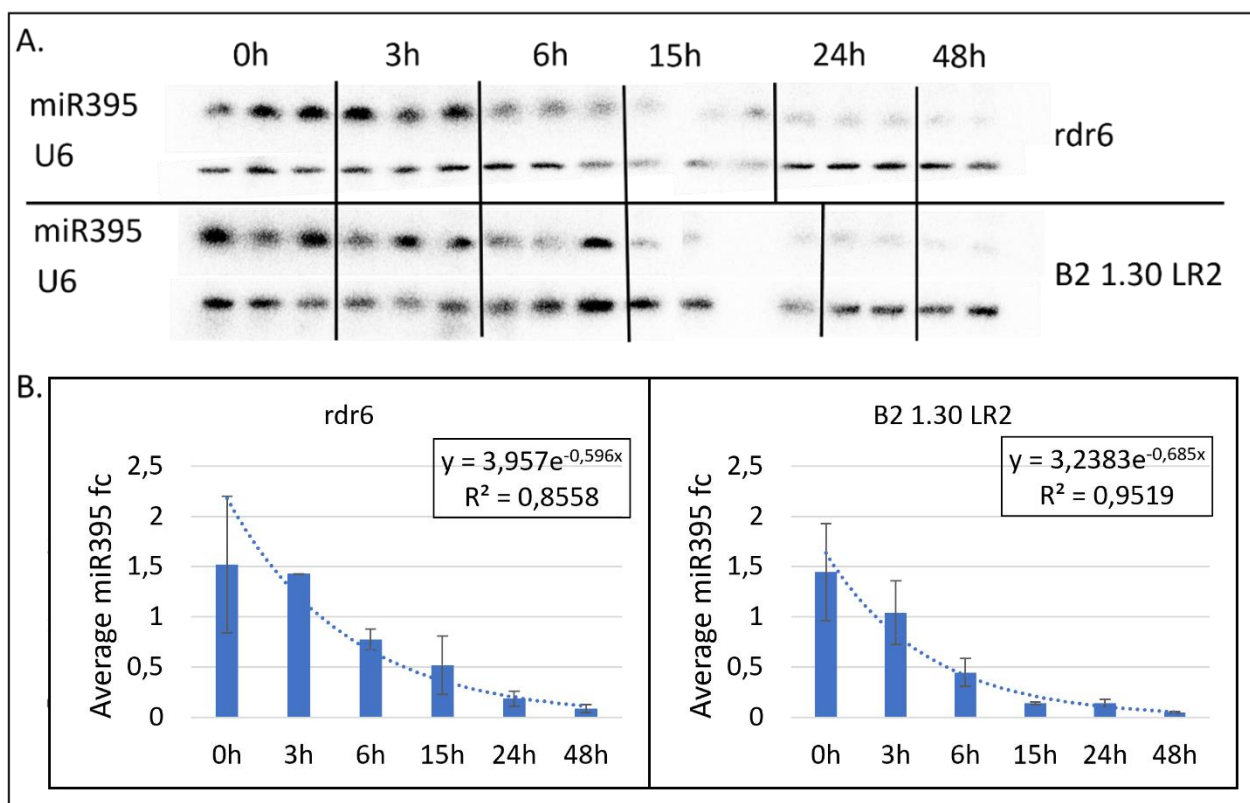 A.
0h 3h 6h 15h 24h 48h
miR395
U6
rdr6
miR395
U6
B2 1.30 LR2
B.
rdr6
y = 3,957e^-0,596x
R² = 0,8558
Average miR395 fc
2,5
2
1,5
1
0,5
0
0h 3h 6h 15h 24h 48h
B2 1.30 LR2
y = 3,2383e^-0,685x
R² = 0,9519
Average miR395 fc
2,5
2
1,5
1
0,5
0
0h 3h 6h 15h 24h 48h